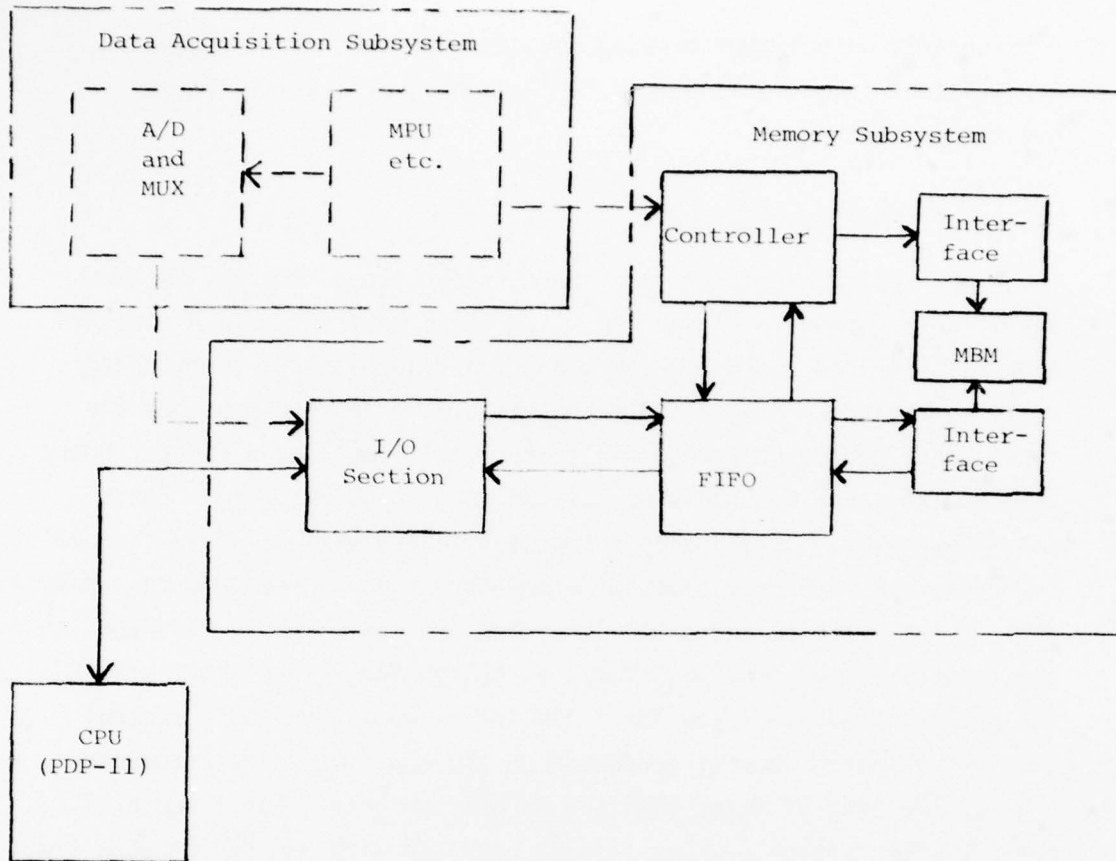 Data Acquisition Subsystem
A/D
and
MUX
MPU
etc.
Memory Subsystem
Controller
Inter-
face
MBM
I/O
Section
FIFO
Inter-
face
CPU
(PDP-11)